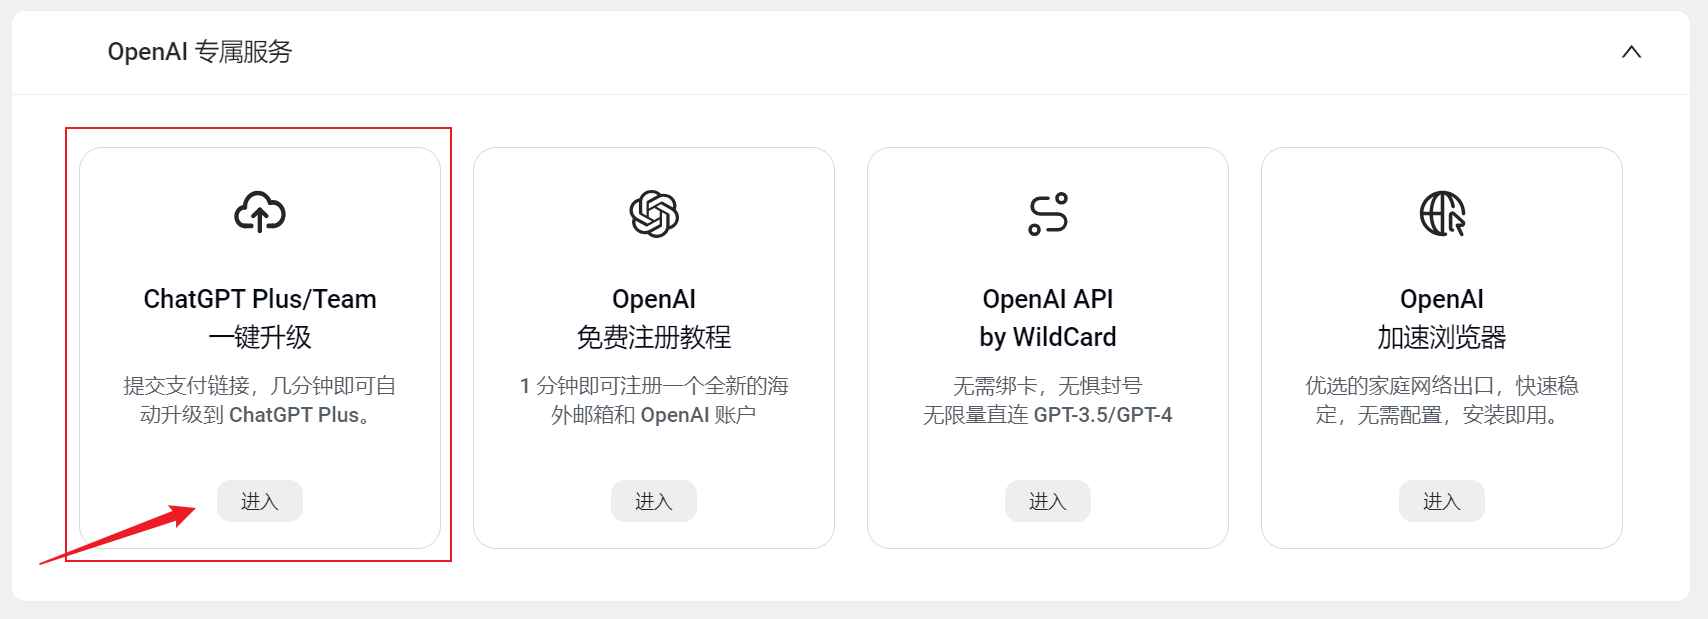 OpenAI 专属服务
ChatGPT Plus/Team
一键升级
提交支付链接，几分钟即可自
动升级到 ChatGPT Plus。
进入
OpenAI
免费注册教程
1 分钟即可注册一个全新的海
外邮箱和 OpenAI 账户
进入
OpenAI API
by WildCard
无需绑卡，无惧封号
无限量直连 GPT-3.5/GPT-4
进入
OpenAI
加速浏览器
优选的家庭网络出口，快速稳
定，无需配置，安装即用。
进入